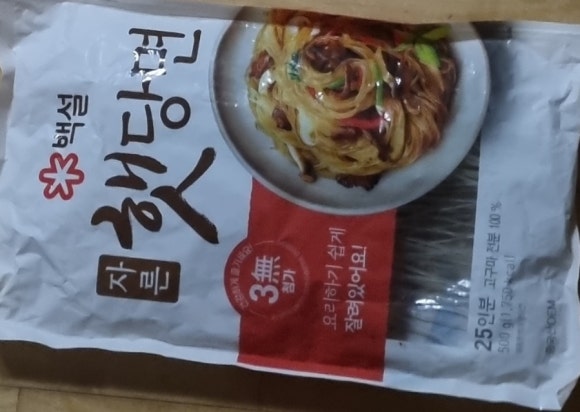 백설
자른
햇당면
3無
첨가
요리하기 쉽게
잘려있어요!
25인분 고구마 전분 100 %